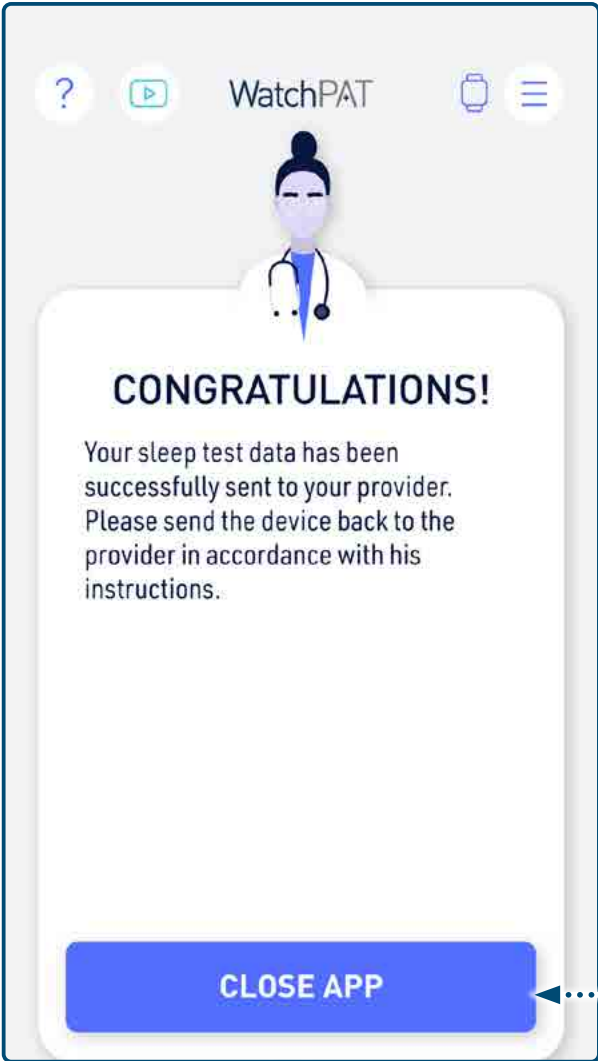 ?
WatchPAT
CONGRATULATIONS!
Your sleep test data has been
successfully sent to your provider.
Please send the device back to the
provider in accordance with his
instructions.
CLOSE APP